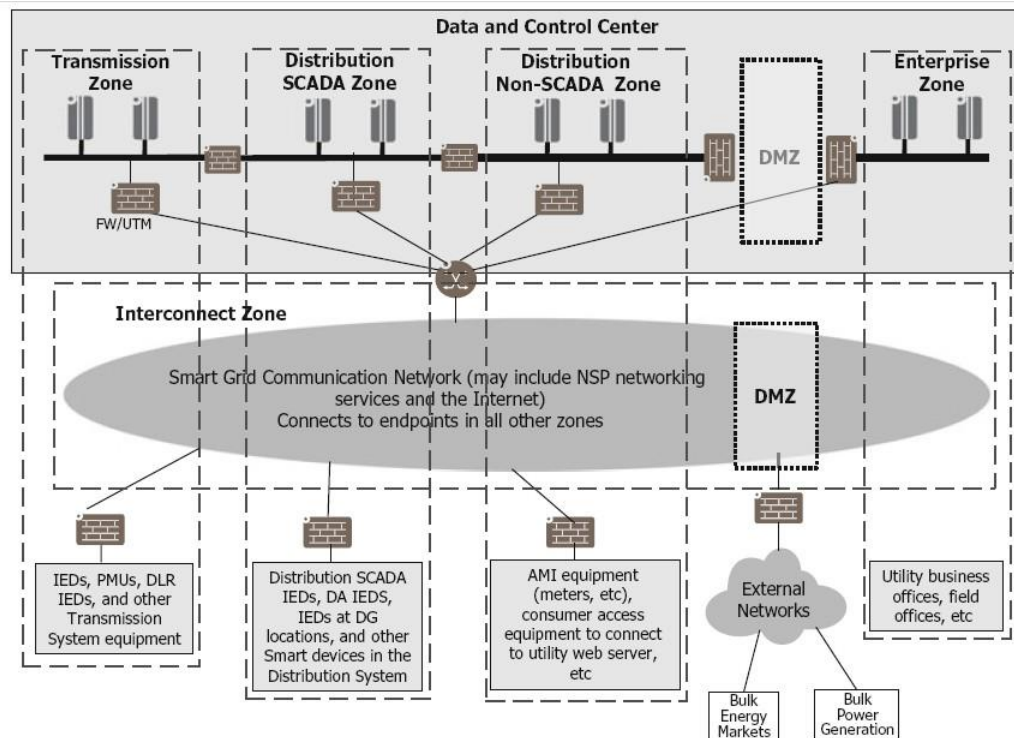 Data and Control Center
Transmission
Zone
Distribution
SCADA Zone
Distribution
Non-SCADA Zone
Enterprise
Zone
DMZ
FW/UTM
Interconnect Zone
Smart Grid Communication Network (may include NSP networking
services and the Internet)
Connects to endpoints in all other zones
DMZ
IEDs, PMUs, DLR
IEDs, and other
Transmission
System equipment
Distribution SCADA
IEDs, DA IEDS,
IEDs at DG
locations, and other
Smart devices in the
Distribution System
AMI equipment
(meters, etc),
consumer access
equipment to connect
to utility web server,
etc
External
Networks
Utility business
offices, field
offices, etc
Bulk
Energy
Markets
Bulk
Power
Generation